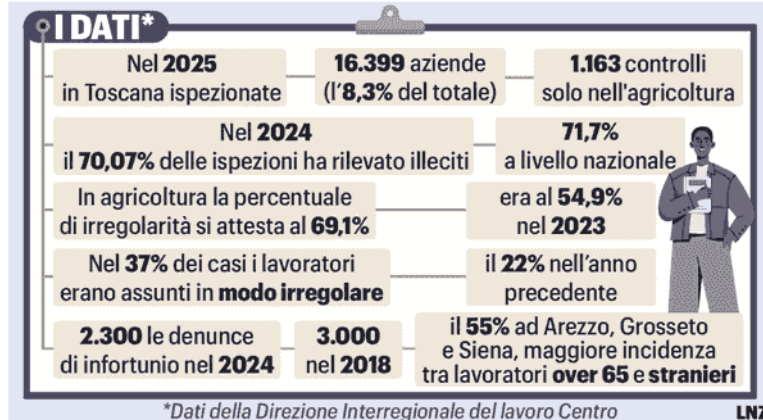 I DATI*
Nel 2025
in Toscana ispezionate
16.399 aziende
(l'8,3% del totale)
1.163 controlli
solo nell'agricoltura
Nel 2024
il 70,07% delle ispezioni ha rilevato illeciti
71,7%
a livello nazionale
In agricoltura la percentuale
di irregolarità si attesta al 69,1%
era al 54,9%
nel 2023
Nel 37% dei casi i lavoratori
erano assunti in modo irregolare
il 22% nell'anno
precedente
2.300 le denunce
di infortunio nel 2024
3.000
nel 2018
il 55% ad Arezzo, Grosseto
e Siena, maggiore incidenza
tra lavoratori over 65 e stranieri
*Dati della Direzione Interregionale del lavoro Centro
LNZ